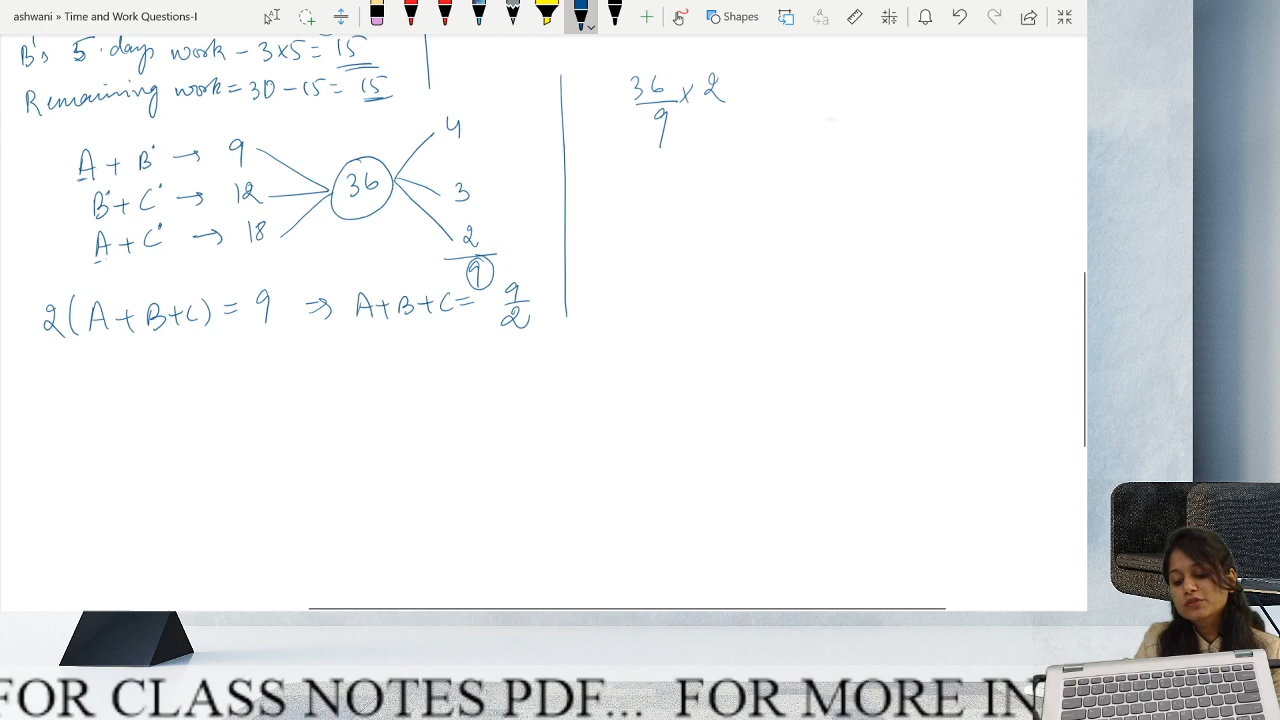 ashwani » Time and Work Questions-I
Shapes
B's 5 days work - 3×5 = 15
Remaining work = 30 - 15 = 15
A + B → 9
B + C → 12
A + C → 18
36
4
3
2
9
2(A+B+C) = 9 ⇒ A+B+C = 9/2
36/9 × 2
FOR CLASS NOTES PDF... FOR MORE IN